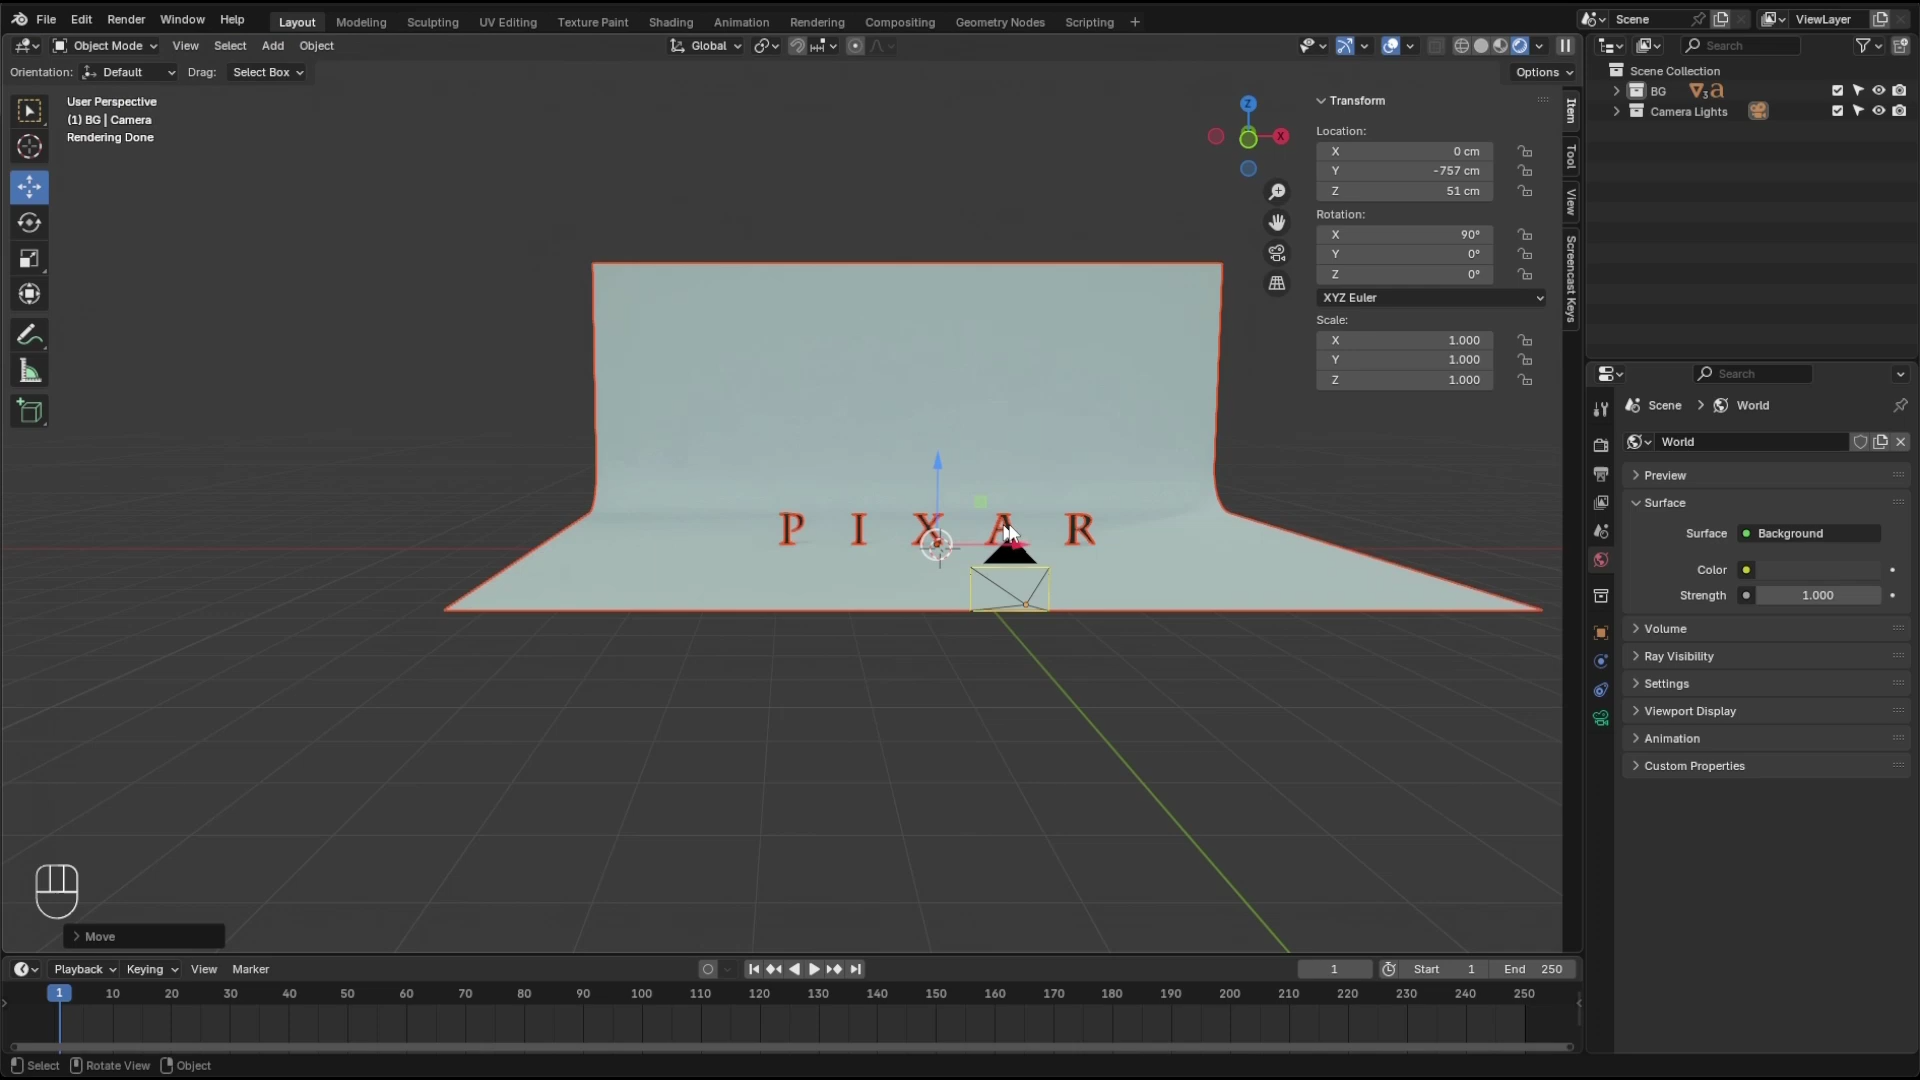 File Edit Render Window Help Layout Modeling Sculpting UV Editing Texture Paint Shading Animation Rendering Compositing Geometry Nodes Scripting + Scene ViewLayer
Object Mode View Select Add Object Global Search
Orientation: Default Drag: Select Box Options
Scene Collection
BG
Camera Lights
User Perspective
(1) BG | Camera
Rendering Done
Z
X
Transform
Location:
X 0 cm
Y -757 cm
Z 51 cm
Rotation:
X 90°
Y 0°
Z 0°
XYZ Euler
Scale:
X 1.000
Y 1.000
Z 1.000
Item
Tool
View
Screencast Keys
P I X A R
Search
Scene > World
World
Preview
Surface
Surface Background
Color
Strength 1.000
Volume
Ray Visibility
Settings
Viewport Display
Animation
Custom Properties
Move
Playback Keying View Marker 1 Start 1 End 250
1 10 20 30 40 50 60 70 80 90 100 110 120 130 140 150 160 170 180 190 200 210 220 230 240 250
Select Rotate View Object